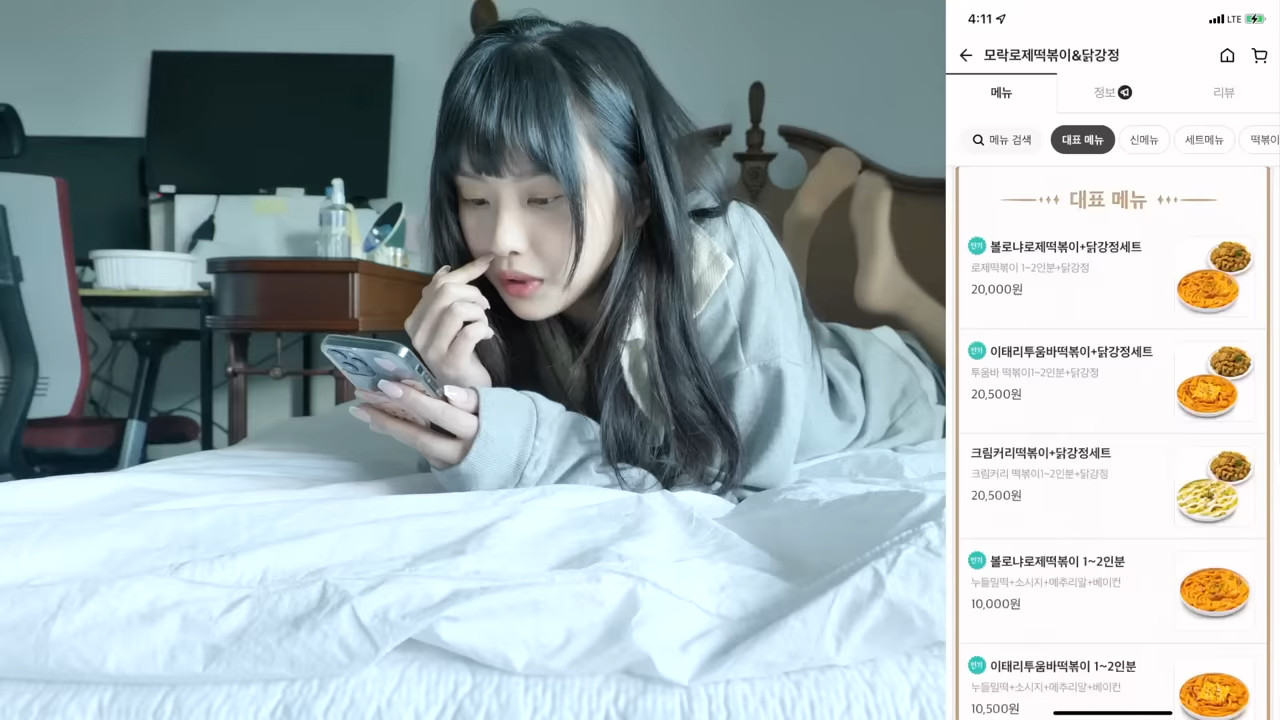 4:11
LTE
모락로제떡볶이&닭강정
메뉴
정보
리뷰
메뉴 검색
대표 메뉴
신메뉴
세트메뉴
떡볶이
대표 메뉴
인기 볼로냐로제떡볶이+닭강정세트
로제떡볶이 1~2인분+닭강정
20,000원
인기 이태리투움바떡볶이+닭강정세트
투움바 떡볶이1~2인분+닭강정
20,500원
크림커리떡볶이+닭강정세트
크림커리 떡볶이1~2인분+닭강정
20,500원
인기 볼로냐로제떡볶이 1~2인분
누들밀떡+소시지+메추리알+베이컨
10,000원
인기 이태리투움바떡볶이 1~2인분
누들밀떡+소시지+메추리알+베이컨
10,500원